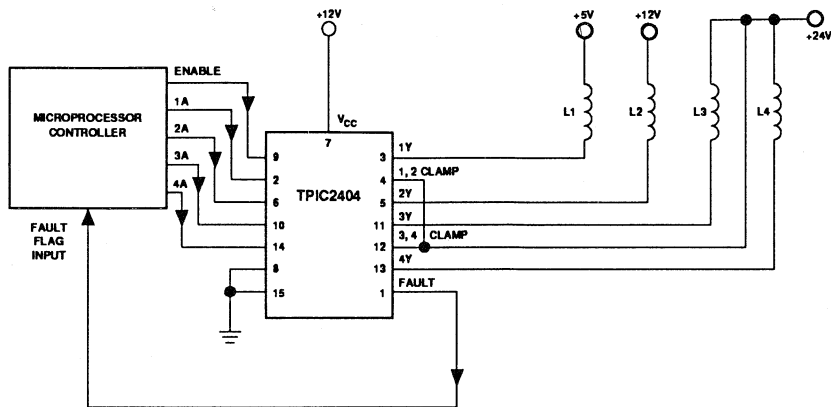 +12V
+5V
+12V
+24V
MICROPROCESSOR
CONTROLLER
ENABLE
1A
2A
3A
4A
FAULT
FLAG
INPUT
VCC
7
TPIC2404
9
2
6
10
14
8
15
3
4
5
11
12
13
1
1Y
1, 2 CLAMP
2Y
3Y
3, 4 CLAMP
4Y
FAULT
L1
L2
L3
L4